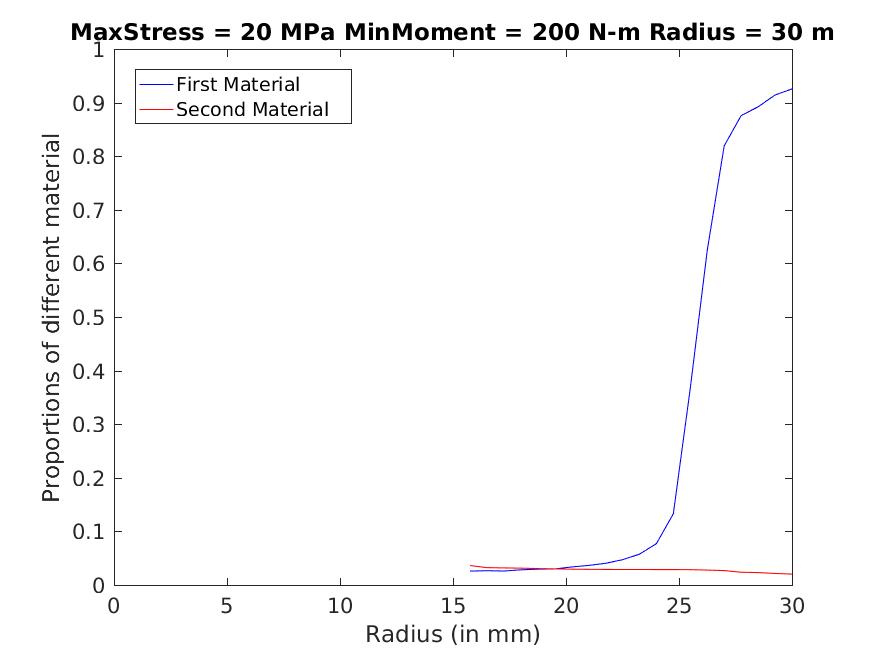 MaxStress = 20 MPa MinMoment = 200 N-m Radius = 30 m
First Material
Second Material
Proportions of different material
1
0.9
0.8
0.7
0.6
0.5
0.4
0.3
0.2
0.1
0
0 5 10 15 20 25 30
Radius (in mm)